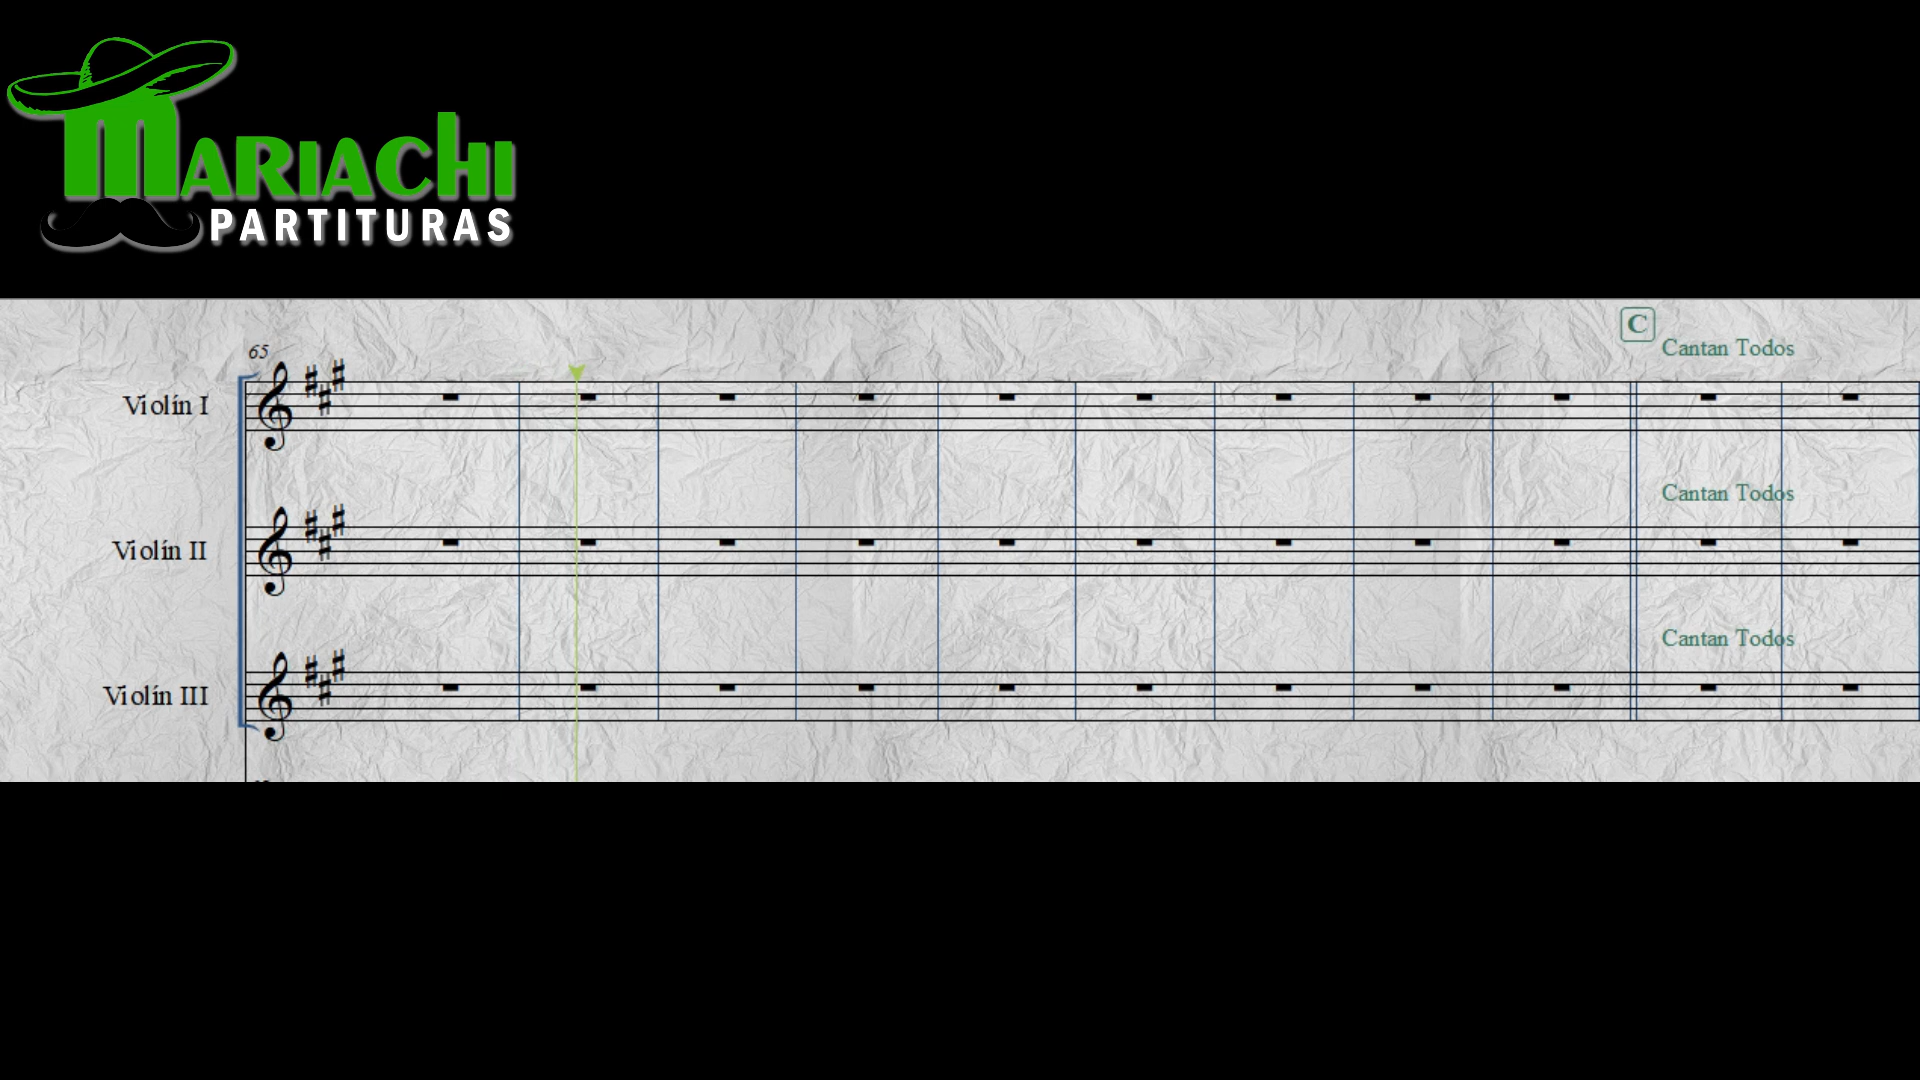 MARIACHI
PARTITURAS
C
Cantan Todos
65
Violín I
Cantan Todos
Violín II
Cantan Todos
Violín III